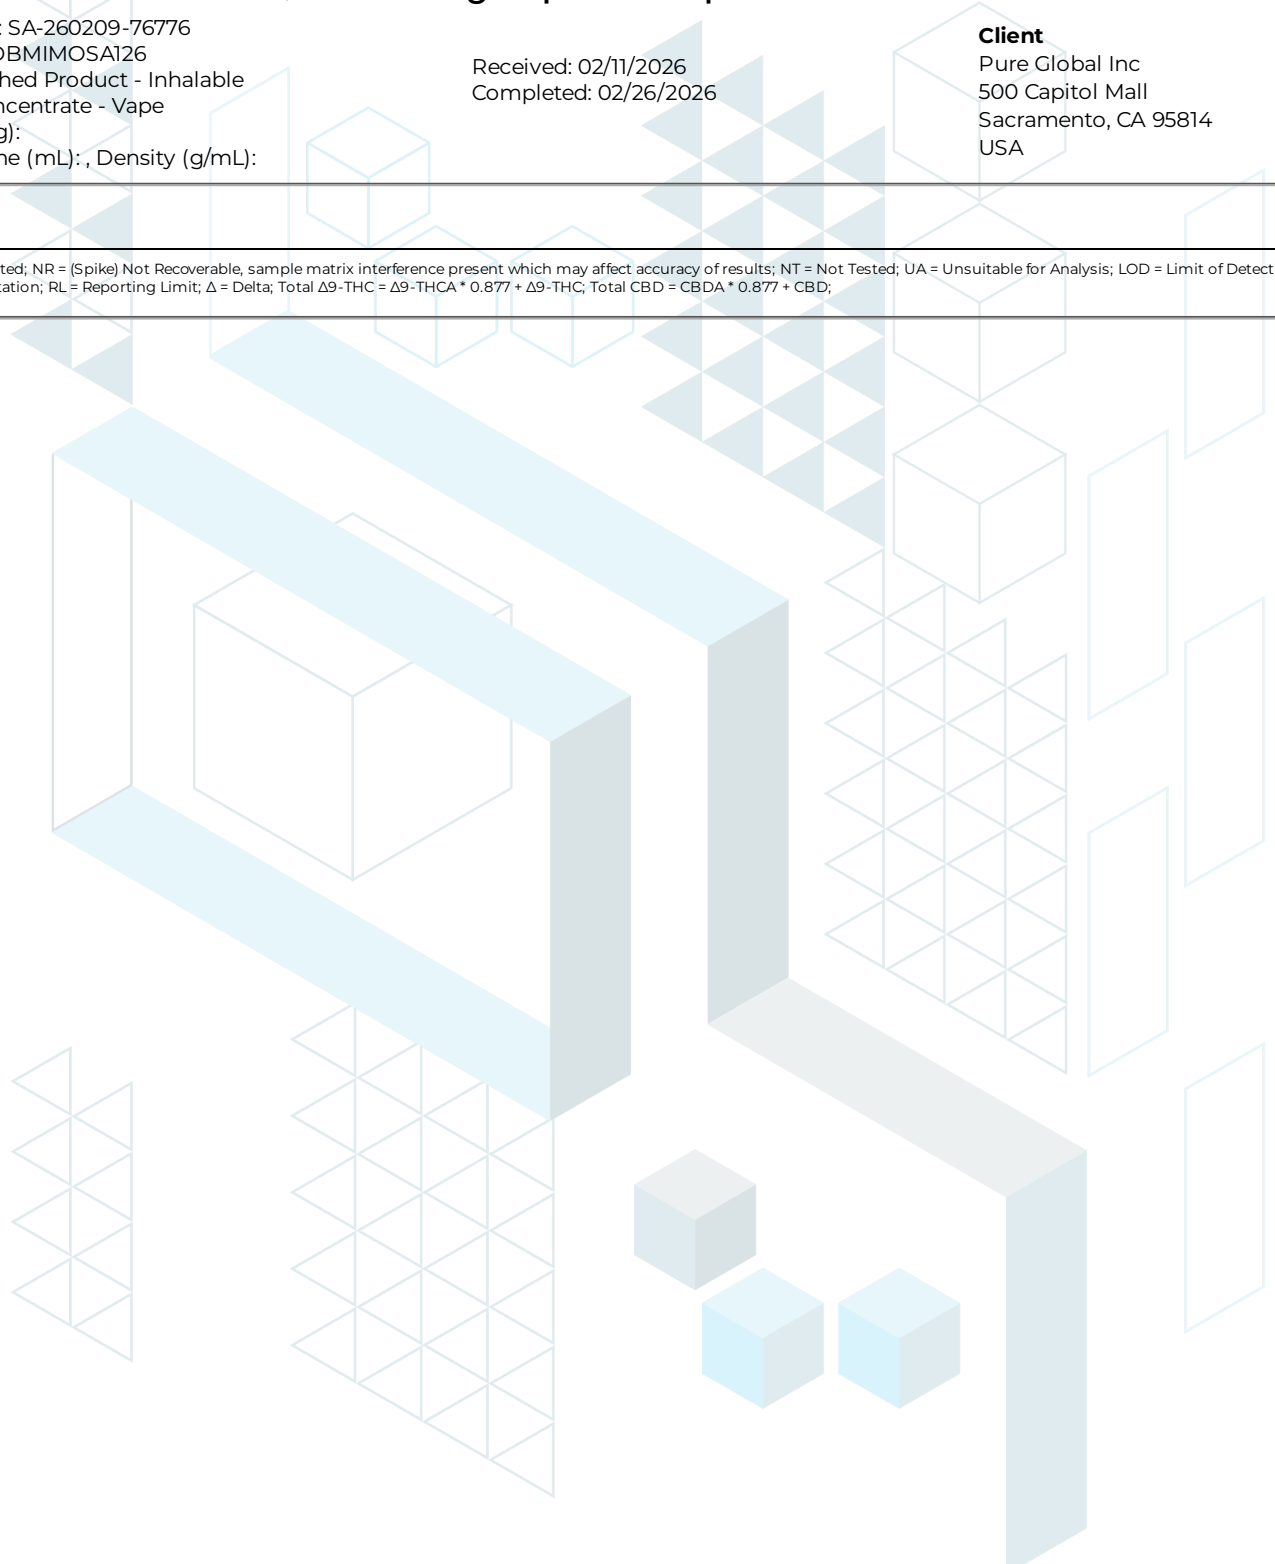 : SA-260209-76776
DBMIMOSA126
hed Product - Inhalable
ncentrate - Vape
g):
ne (mL): , Density (g/mL):
Received: 02/11/2026
Completed: 02/26/2026
Client
Pure Global Inc
500 Capitol Mall
Sacramento, CA 95814
USA
ted; NR = (Spike) Not Recoverable, sample matrix interference present which may affect accuracy of results; NT = Not Tested; UA = Unsuitable for Analysis; LOD = Limit of Detect
tation; RL = Reporting Limit; Δ = Delta; Total Δ9-THC = Δ9-THCA * 0.877 + Δ9-THC; Total CBD = CBDA * 0.877 + CBD;